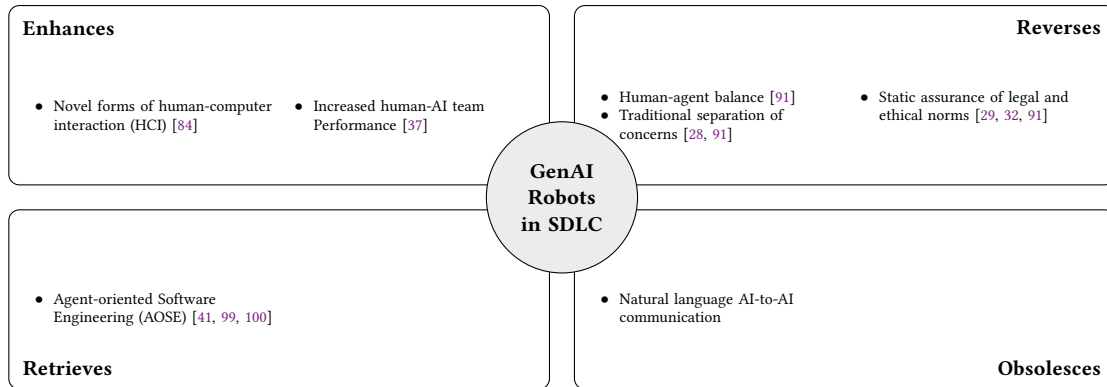 Enhances
• Novel forms of human-computer
interaction (HCI) [84]
• Increased human-AI team
Performance [37]
Reverses
• Human-agent balance [91]
• Traditional separation of
concerns [28, 91]
• Static assurance of legal and
ethical norms [29, 32, 91]
GenAI
Robots
in SDLC
• Agent-oriented Software
Engineering (AOSE) [41, 99, 100]
Retrieves
• Natural language AI-to-AI
communication
Obsolesces